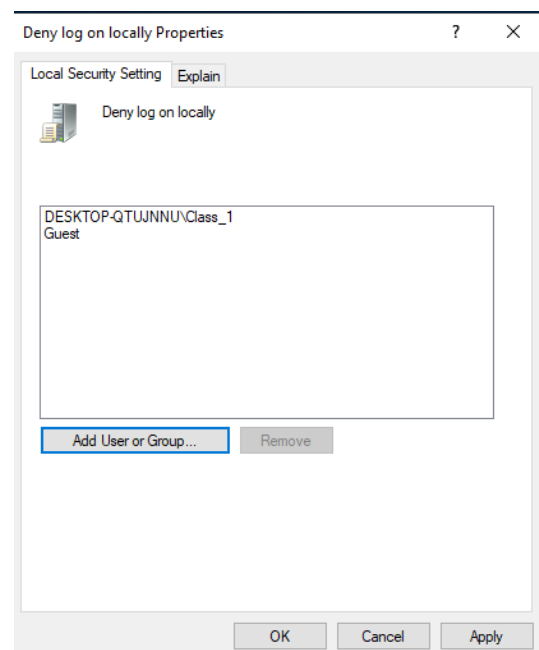 Deny log on locally Properties ? ×
Local Security Setting Explain
Deny log on locally
DESKTOP-QTUJNNU\Class_1
Guest
Add User or Group... Remove
OK Cancel Apply